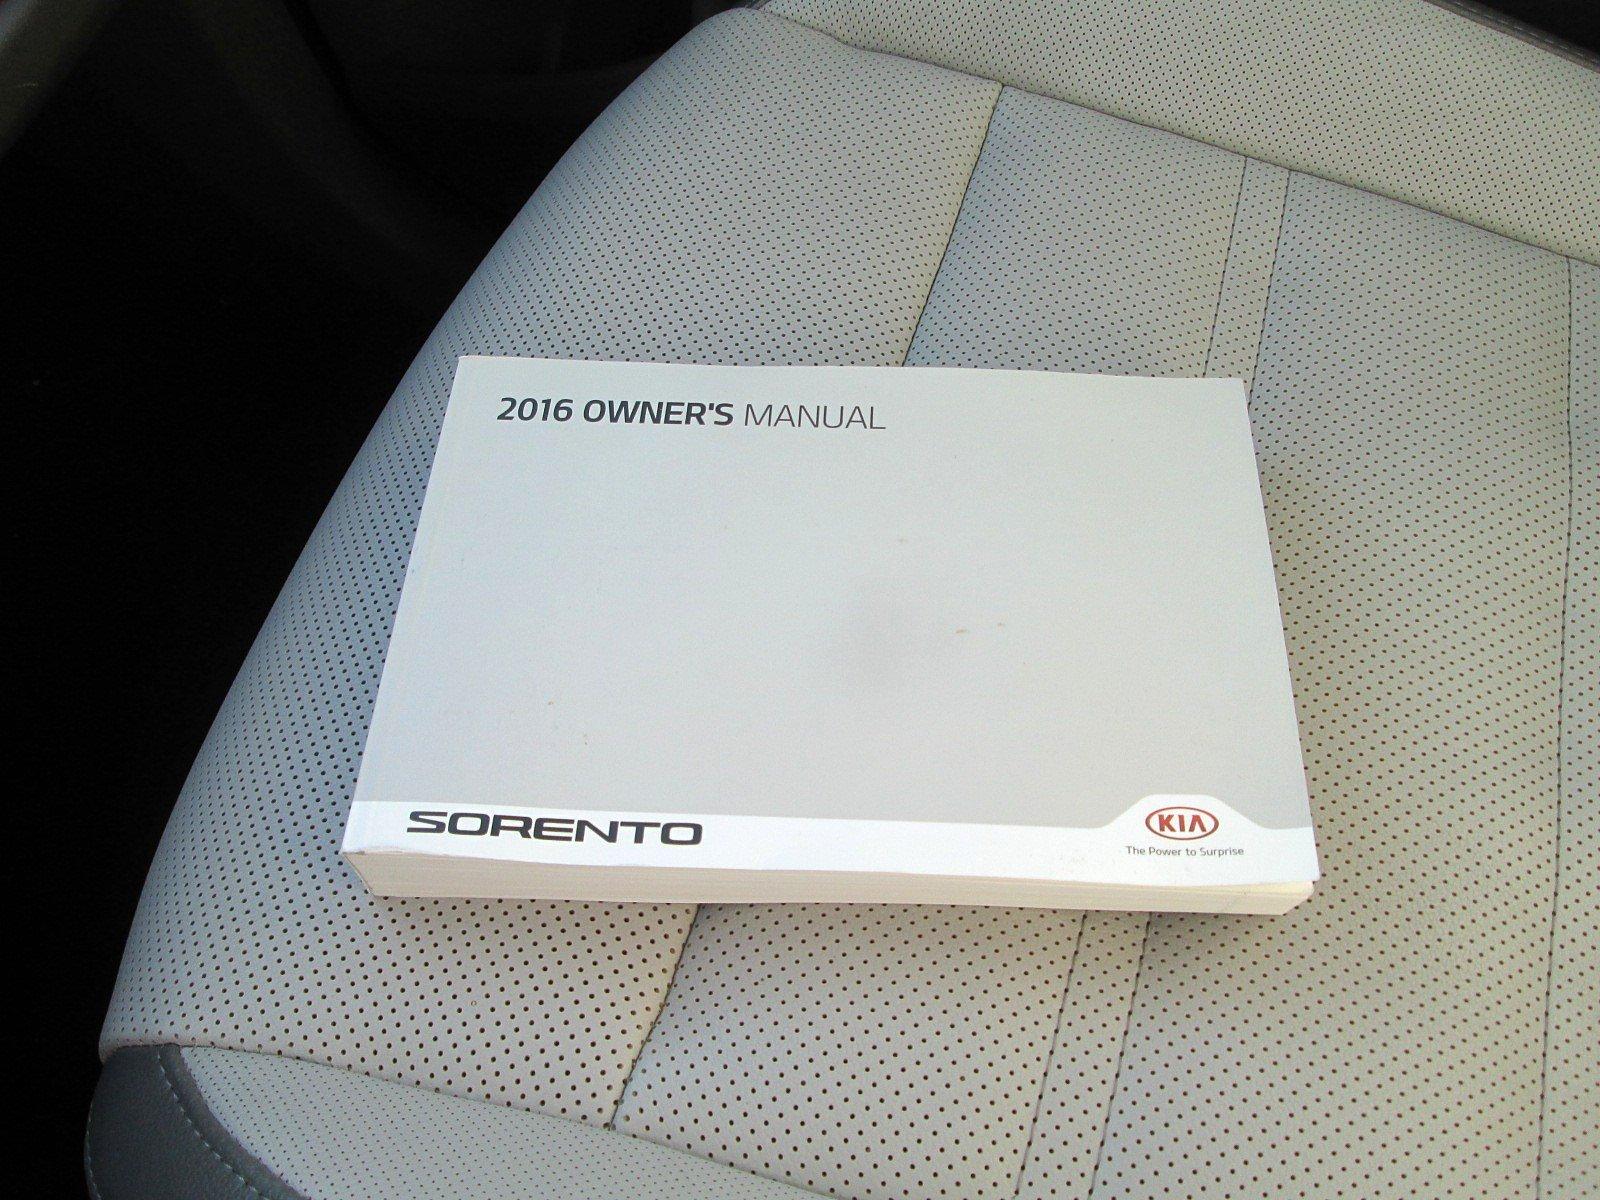 2016 OWNER'S MANUAL
SORENTO
KIA
The Power to Surprise